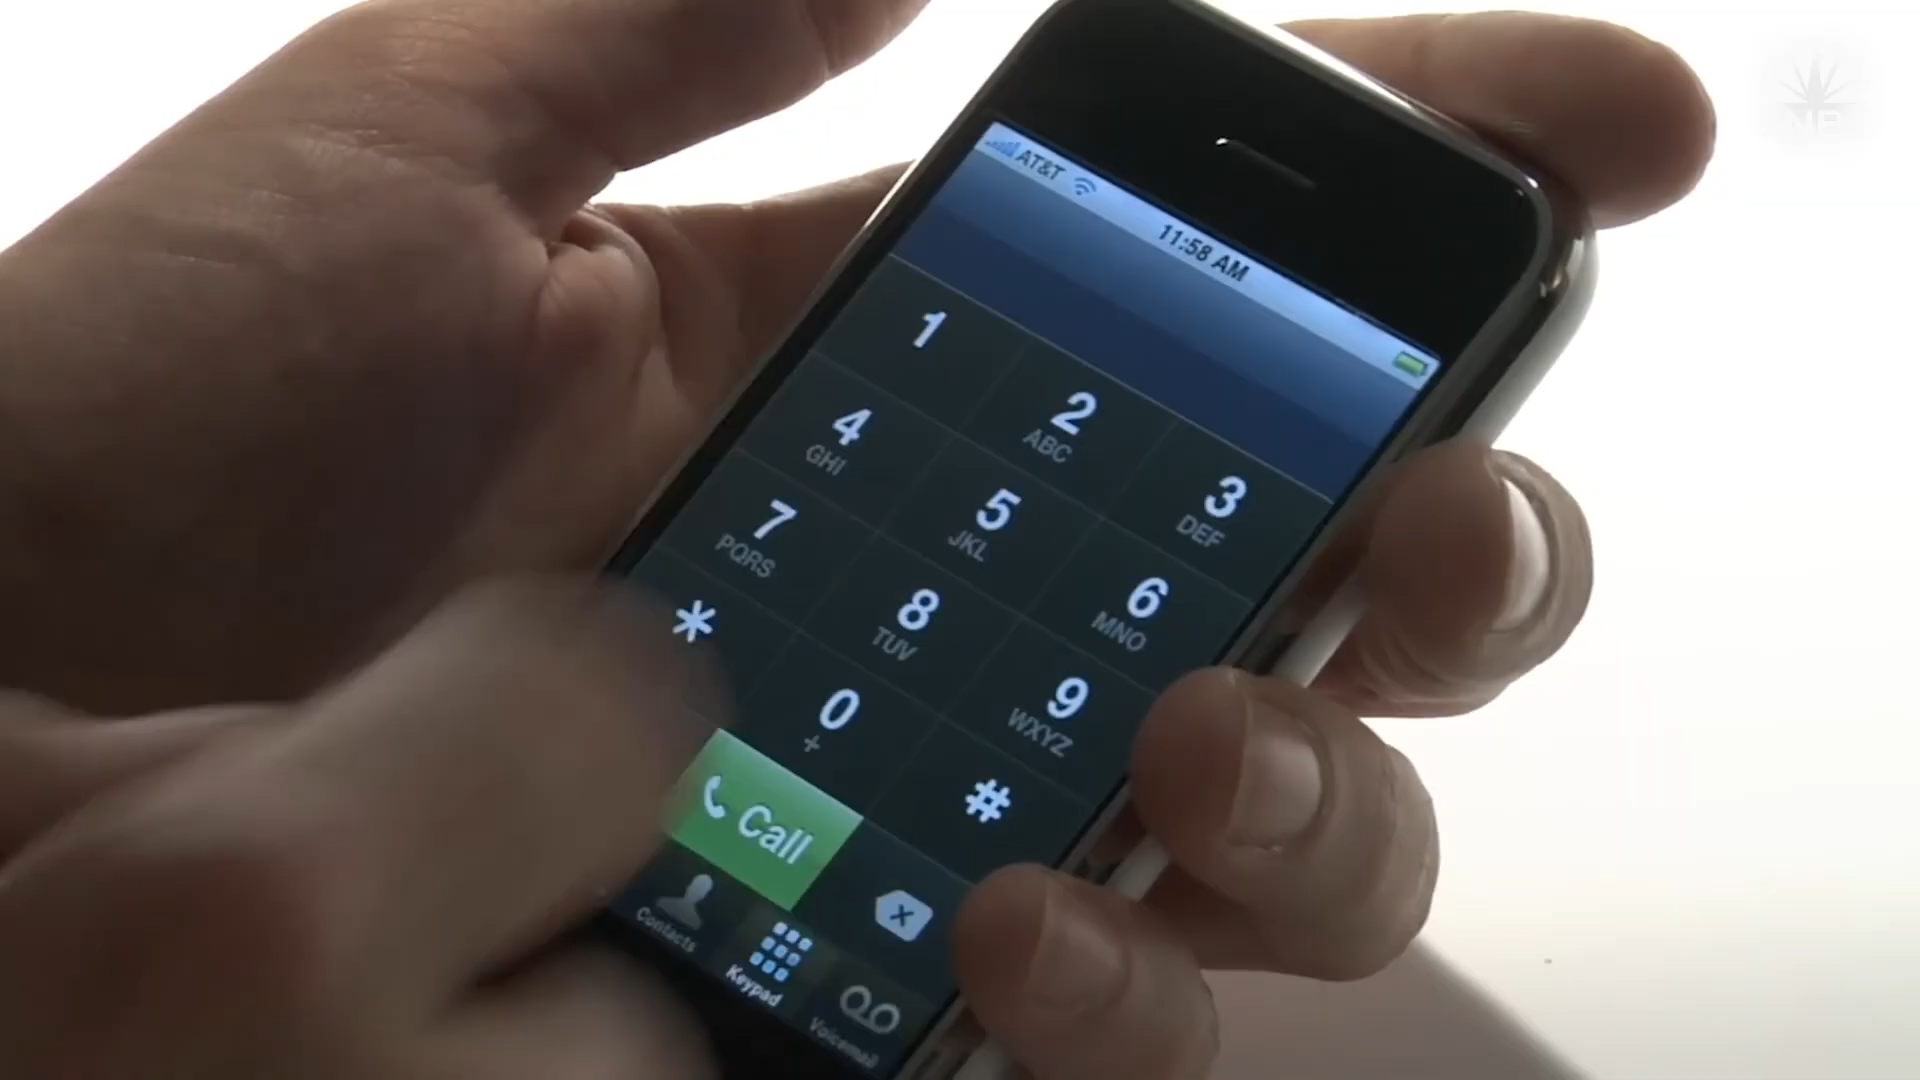 AT&T
11:58 AM
1
2
ABC
3
DEF
4
GHI
5
JKL
6
MNO
7
PQRS
8
TUV
9
WXYZ
*
0
+
#
Call
Contacts
Keypad
Voicemail